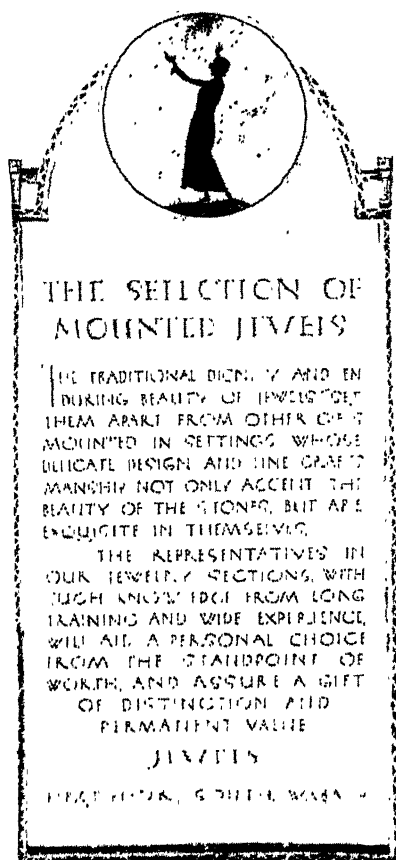 THE SELECTION OF
MOUNTED JEWELS
THE TRADITIONAL DIGNITY AND EN
DURING BEAUTY OF JEWELS SET
THEM APART FROM OTHER GIFTS
MOUNTED IN SETTINGS WHOSE
DELICATE DESIGN AND FINE CRAFTS
MANSHIP NOT ONLY ACCENT THE
BEAUTY OF THE STONES, BUT ARE
EXQUISITE IN THEMSELVES.
THE REPRESENTATIVES IN
OUR JEWELRY SECTIONS, WITH
SUCH KNOWLEDGE FROM LONG
TRAINING AND WIDE EXPERIENCE,
WILL AID A PERSONAL CHOICE
FROM THE STANDPOINT OF
WORTH, AND ASSURE A GIFT
OF DISTINCTION AND
PERMANENT VALUE
JEWELS
FIRST FLOOR, SOUTH, WABASH